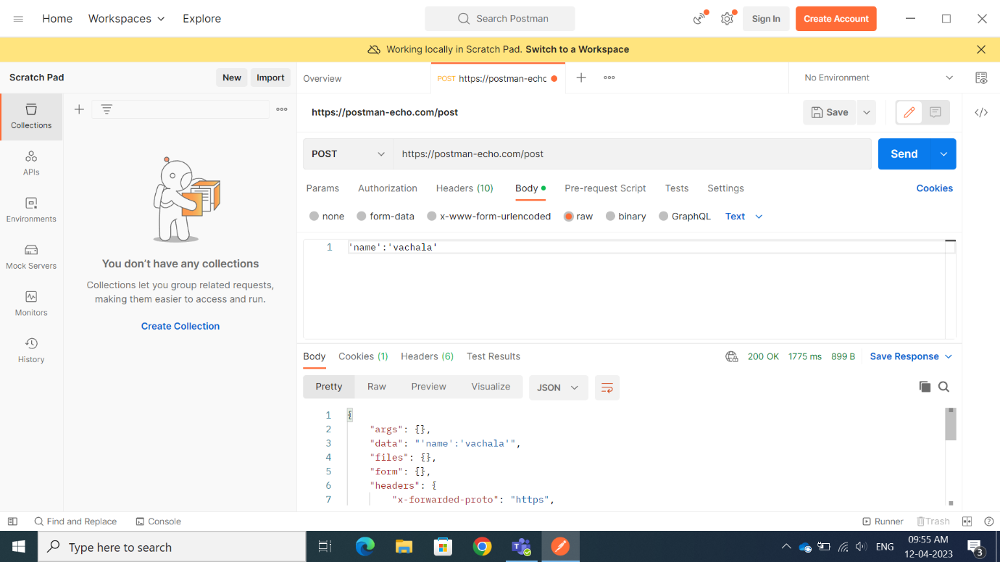 Home Workspaces Explore Search Postman Sign In Create Account
Working locally in Scratch Pad. Switch to a Workspace
Scratch Pad New Import Overview POST https://postman-echo No Environment
Collections
https://postman-echo.com/post Save
APIs
POST https://postman-echo.com/post Send
Params Authorization Headers (10) Body Pre-request Script Tests Settings Cookies
Environments
none form-data x-www-form-urlencoded raw binary GraphQL Text
1 'name':'vachala'
Mock Servers
You don't have any collections
Collections let you group related requests,
making them easier to access and run.
Monitors
Create Collection
History
Body Cookies (1) Headers (6) Test Results 200 OK 1775 ms 899 B Save Response
Pretty Raw Preview Visualize JSON
1 {
2 "args": {},
3 "data": "'name':'vachala'",
4 "files": {},
5 "form": {},
6 "headers": {
7 "x-forwarded-proto": "https",
Find and Replace Console Runner Trash
Type here to search ENG 09:55 AM
12-04-2023 3